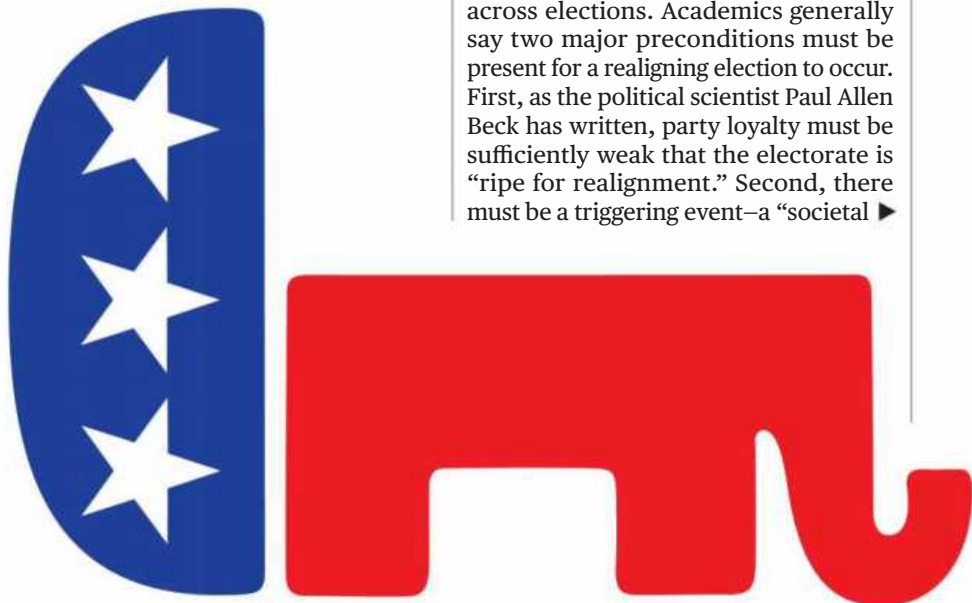 across elections. Academics generally
say two major preconditions must be
present for a realigning election to occur.
First, as the political scientist Paul Allen
Beck has written, party loyalty must be
sufficiently weak that the electorate is
“ripe for realignment.” Second, there
must be a triggering event—a “societal ▶